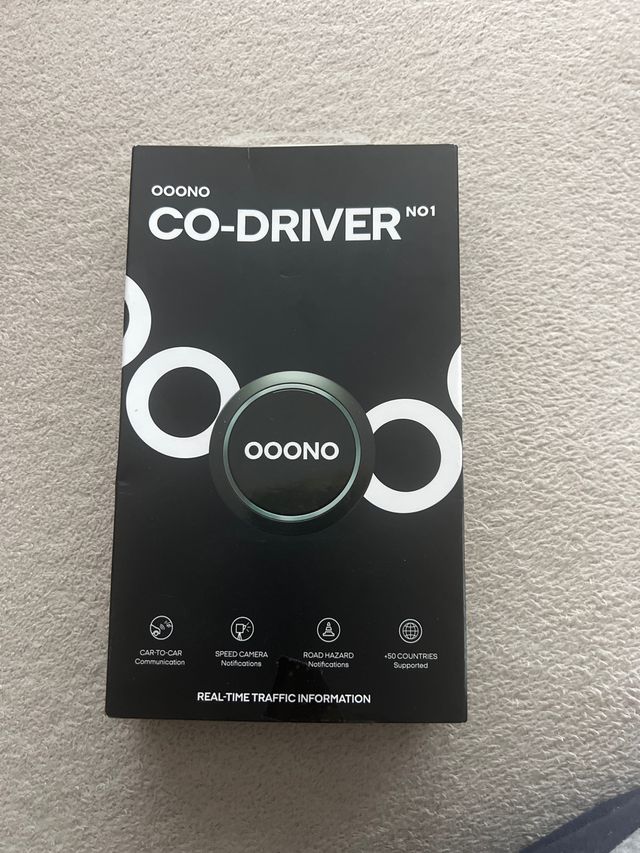 OOONO
CO-DRIVER NO1
OOONO
CAR-TO-CAR
Communication
SPEED CAMERA
Notifications
ROAD HAZARD
Notifications
+50 COUNTRIES
Supported
REAL-TIME TRAFFIC INFORMATION